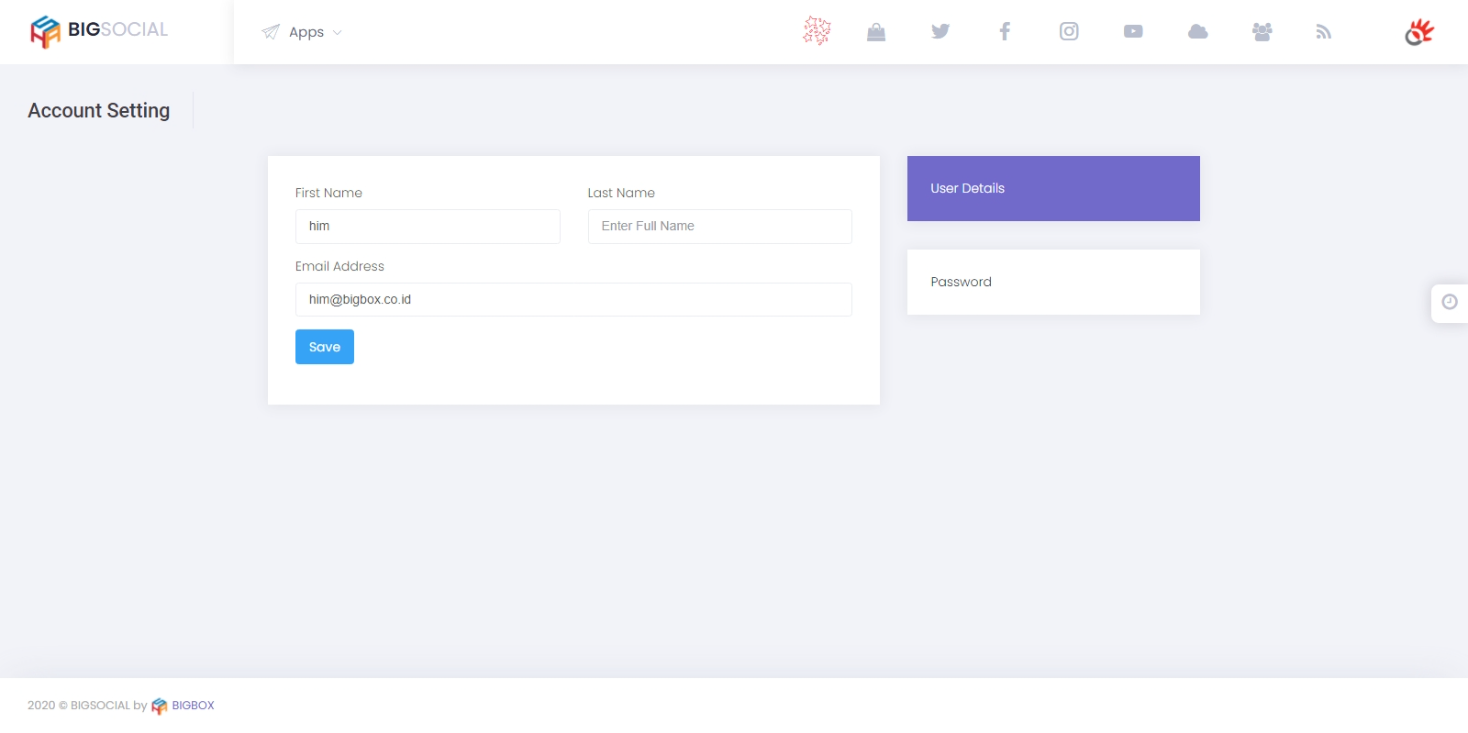 BIGSOCIAL
Apps
Account Setting
First Name
Last Name
him
Enter Full Name
Email Address
him@bigbox.co.id
Save
User Details
Password
2020 © BIGSOCIAL by BIGBOX